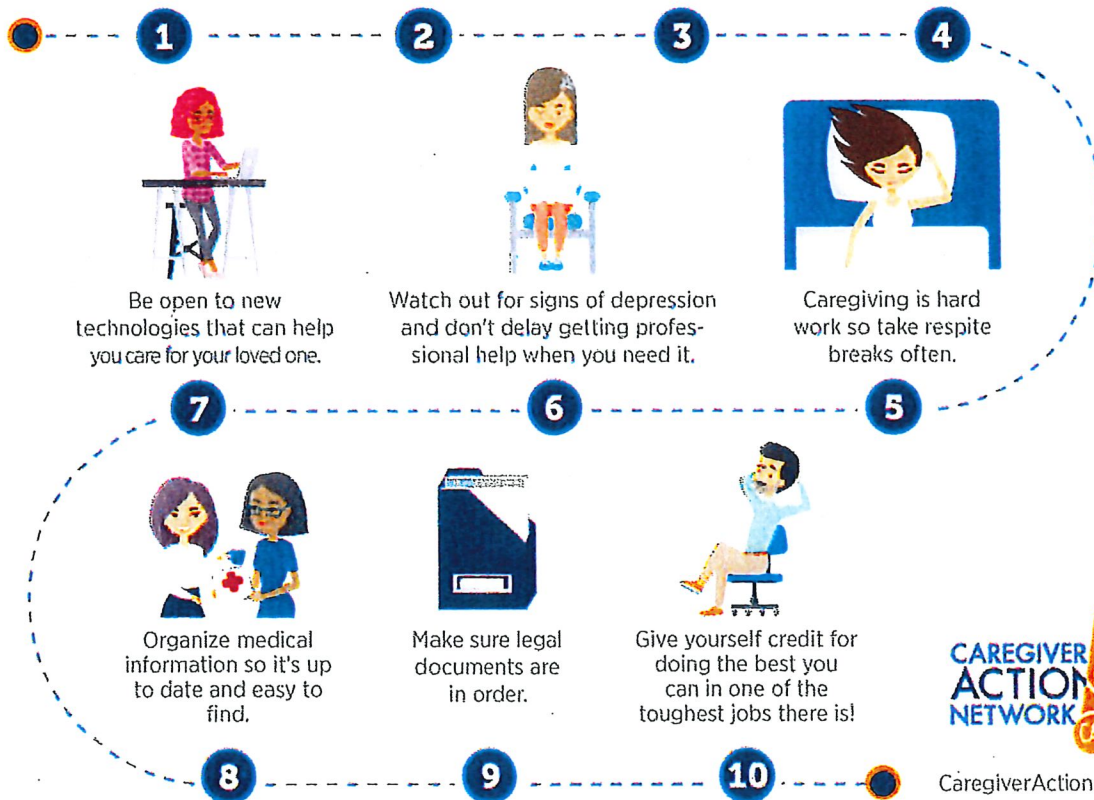 1
2
3
4
Be open to new
technologies that can help
you care for your loved one.
Watch out for signs of depression
and don't delay getting profes-
sional help when you need it.
Caregiving is hard
work so take respite
breaks often.
7
6
5
Organize medical
information so it's up
to date and easy to
find.
Make sure legal
documents are
in order.
Give yourself credit for
doing the best you
can in one of the
toughest jobs there is!
CAREGIVER
ACTION
NETWORK
8
9
10
CaregiverAction